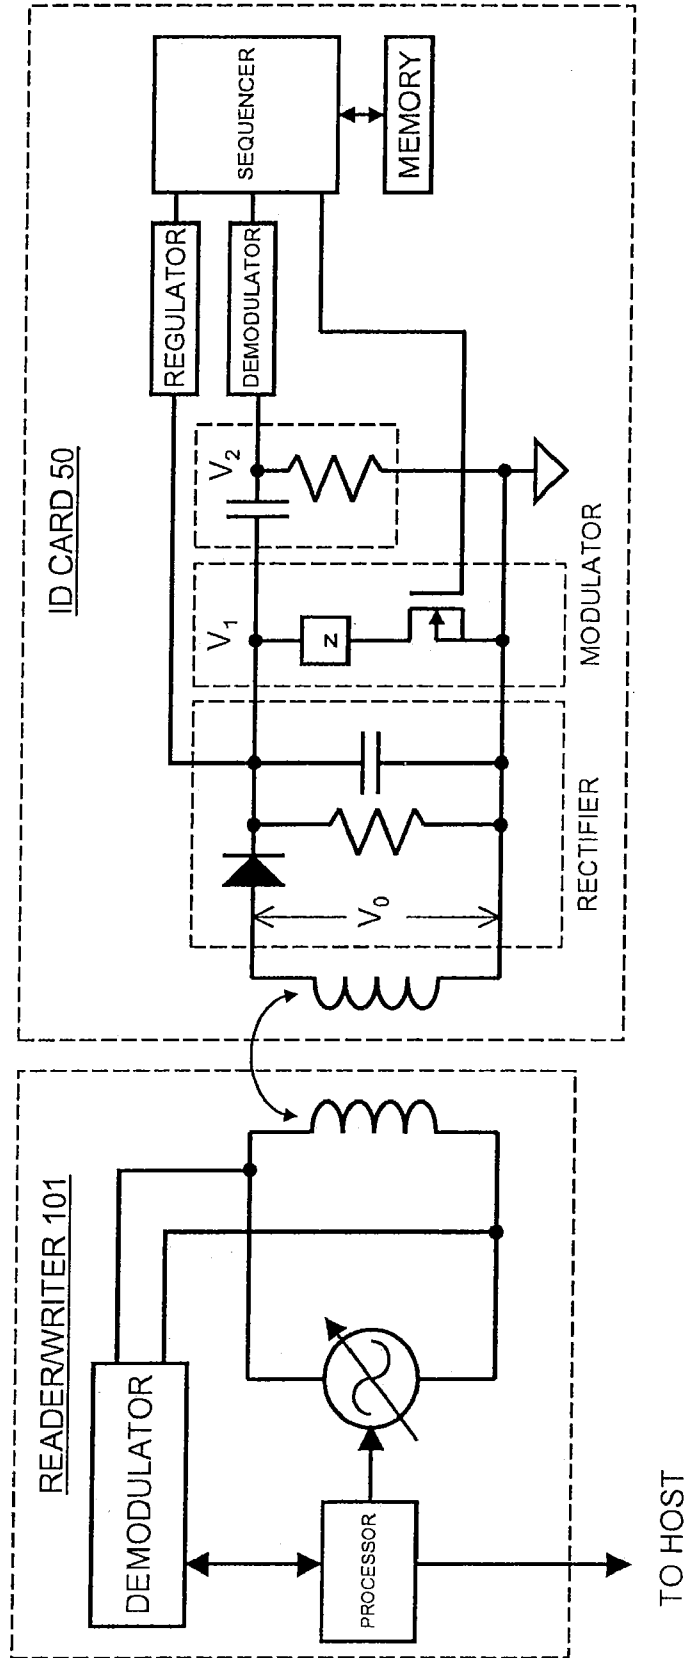 READER/WRITER 101
DEMODULATOR
PROCESSOR
TO HOST
ID CARD 50
V0
RECTIFIER
V1
Z
MODULATOR
V2
REGULATOR
DEMODULATOR
SEQUENCER
MEMORY